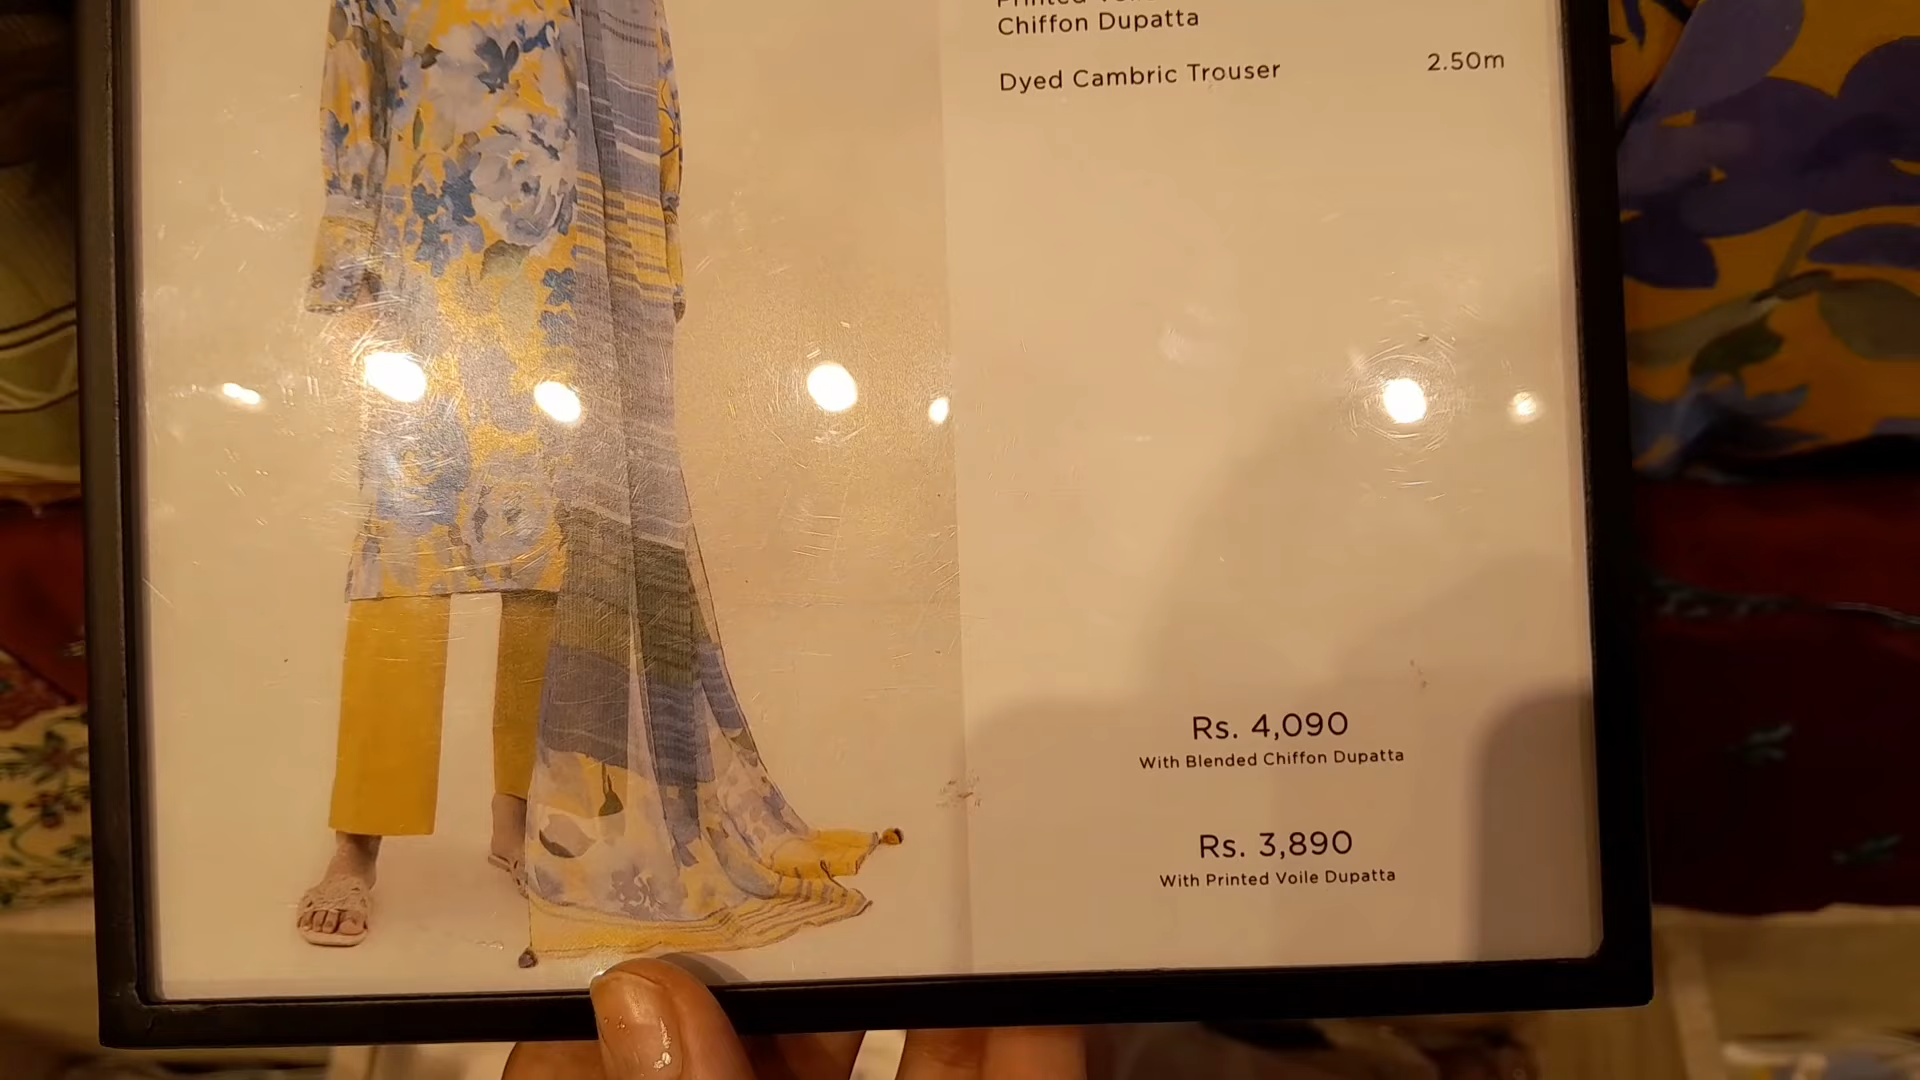 Printed
Chiffon Dupatta
Dyed Cambric Trouser 2.50m
Rs. 4,090
With Blended Chiffon Dupatta
Rs. 3,890
With Printed Voile Dupatta